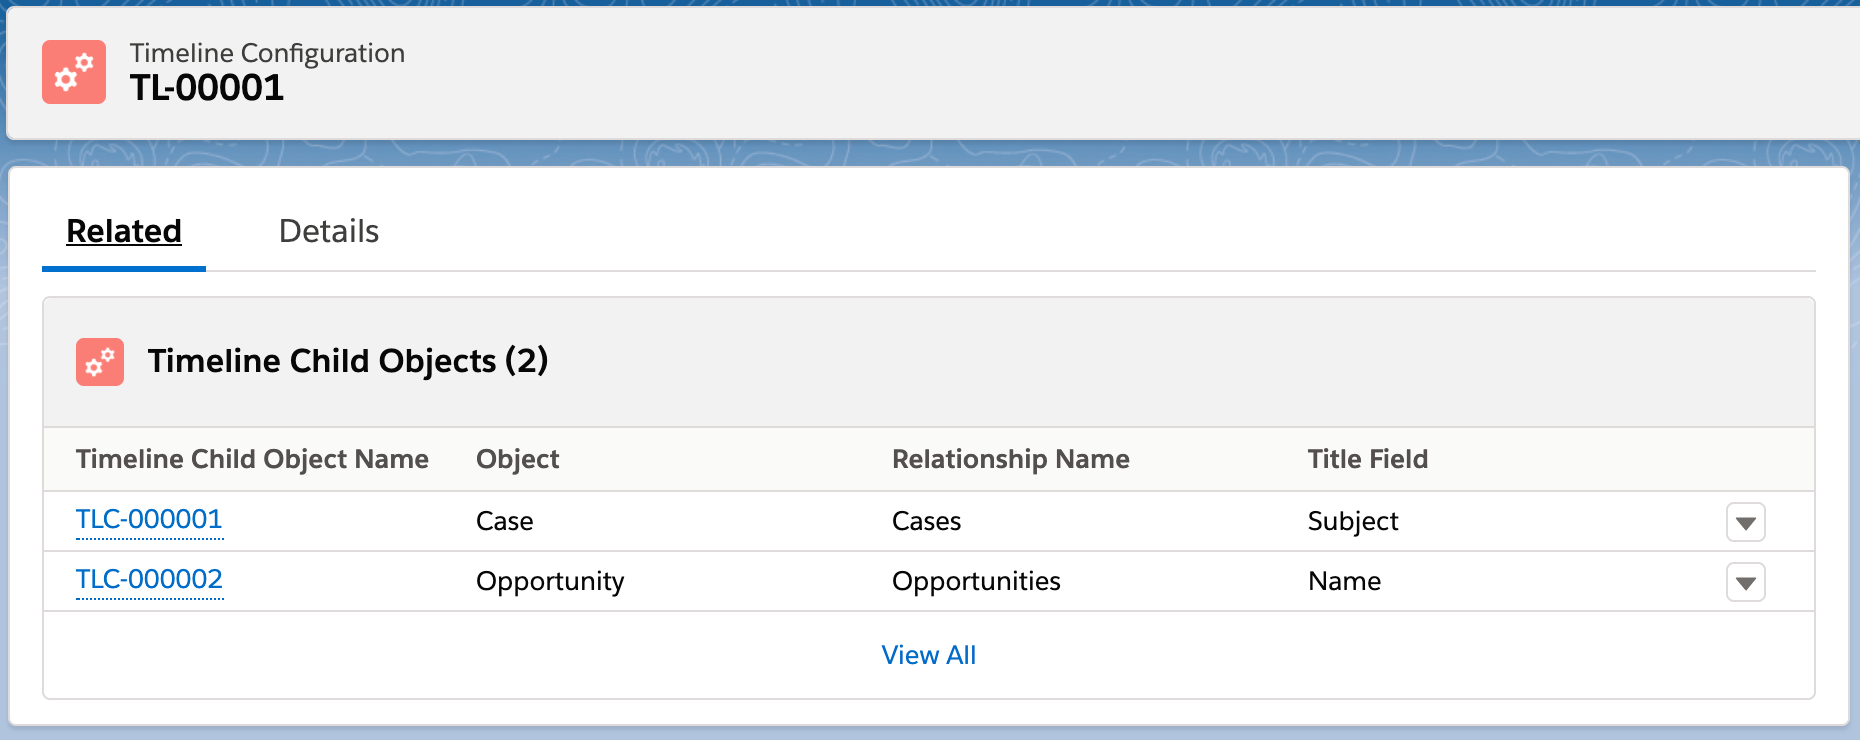 Timeline Configuration
TL-00001
Related Details
Timeline Child Objects (2)
Timeline Child Object Name Object Relationship Name Title Field
TLC-000001 Case Cases Subject
TLC-000002 Opportunity Opportunities Name
View All